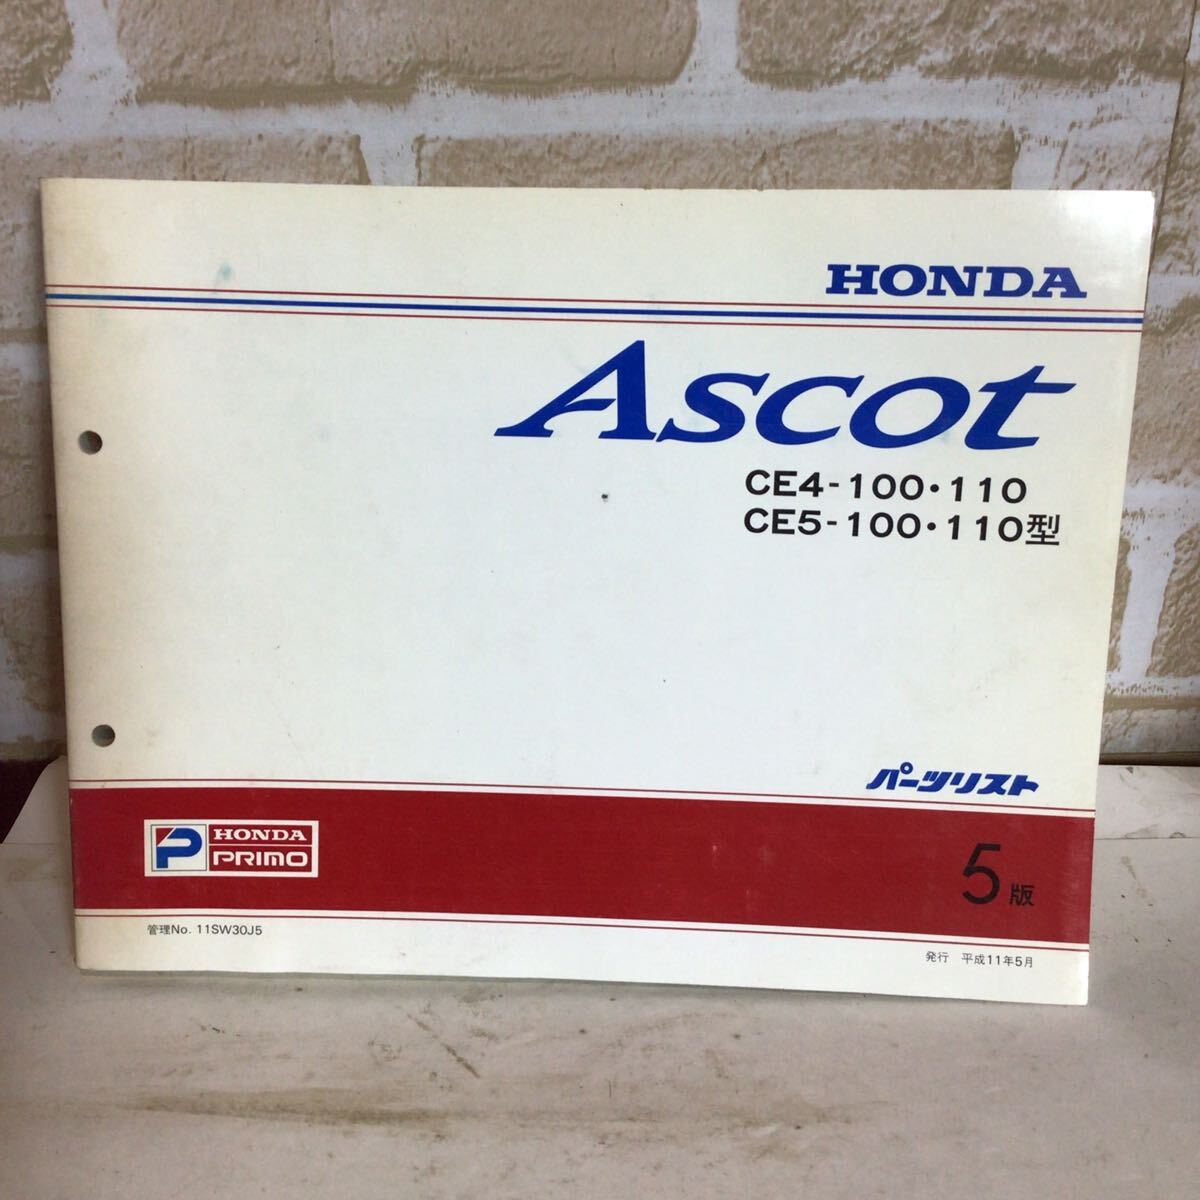 HONDA
Ascot
CE4-100・110
CE5-100・110型
パーツリスト
HONDA
PRIMO
5版
管理No. 11SW30J5
発行 平成11年5月